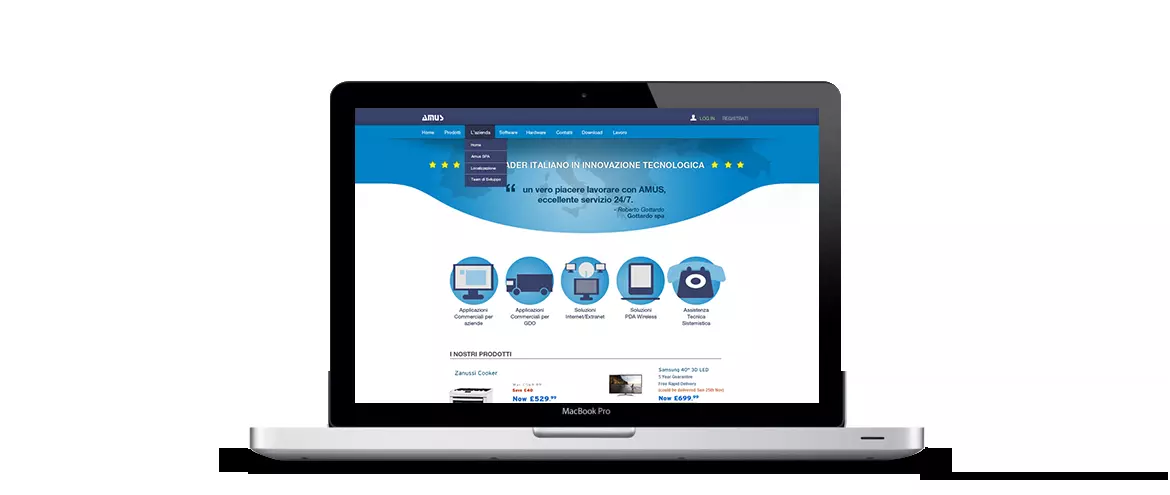 AMUS
LOG IN REGISTRATI
Home Prodotti L'azienda Software Hardware Contatti Download Lavoro
Home
Amus SPA
Localizzazione
Team di Sviluppo
ADER ITALIANO IN INNOVAZIONE TECNOLOGICA
“ un vero piacere lavorare con AMUS,
eccellente servizio 24/7.
- Roberto Gottardo
Gottardo spa
Applicazioni
Commerciali per
aziende
Applicazioni
Commerciali per
GDO
Soluzioni
Internet/Extranet
Soluzioni
PDA Wireless
Assistenza
Tecnica
Sistemistica
I NOSTRI PRODOTTI
Zanussi Cooker
Save £40
Now £529.99
Samsung 40" 3D LED
5 Year Guarantee
Free Rapid Delivery
Now £699.99
MacBook Pro